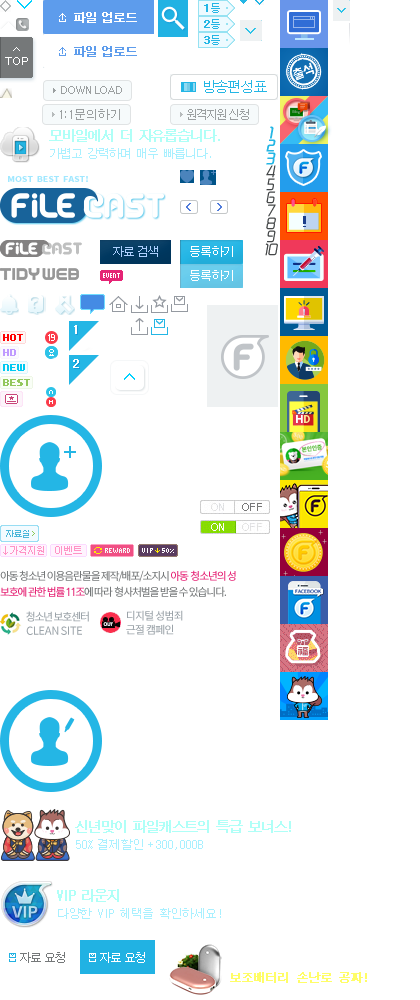 파일 업로드
1등
2등
3등
TOP
파일 업로드
DOWN LOAD
방송편성표
1:1문의하기
원격지원신청
모바일에서 더 자유롭습니다.
가볍고 강력하며 매우 빠릅니다.
1
2
3
4
5
6
7
8
9
10
출석
MOST BEST FAST!
FiLECAST
FiLECAST
자료 검색
등록하기
TIDYWEB
EVENT
등록하기
HOT
19
1
HD
NEW
2
BEST
HD
본인인증
ON
OFF
ON
OFF
자료실>
↓가격지원
이벤트
REWARD
VIP↓50%
아동 청소년 이용음란물을 제작/배포/소지시 아동 청소년의 성
보호에 관한 법률 11조에 따라 형사처벌을 받을 수 있습니다.
청소년 보호센터
CLEAN SITE
OUT
디지털 성범죄
근절 캠페인
FACEBOOK
福
신년맞이 파일캐스트의 특급 보너스!
50% 결제할인 +300,000B
VIP
VIP 라운지
다양한 VIP 혜택을 확인하세요!
자료 요청
자료 요청
보조배터리 손난로 공짜!